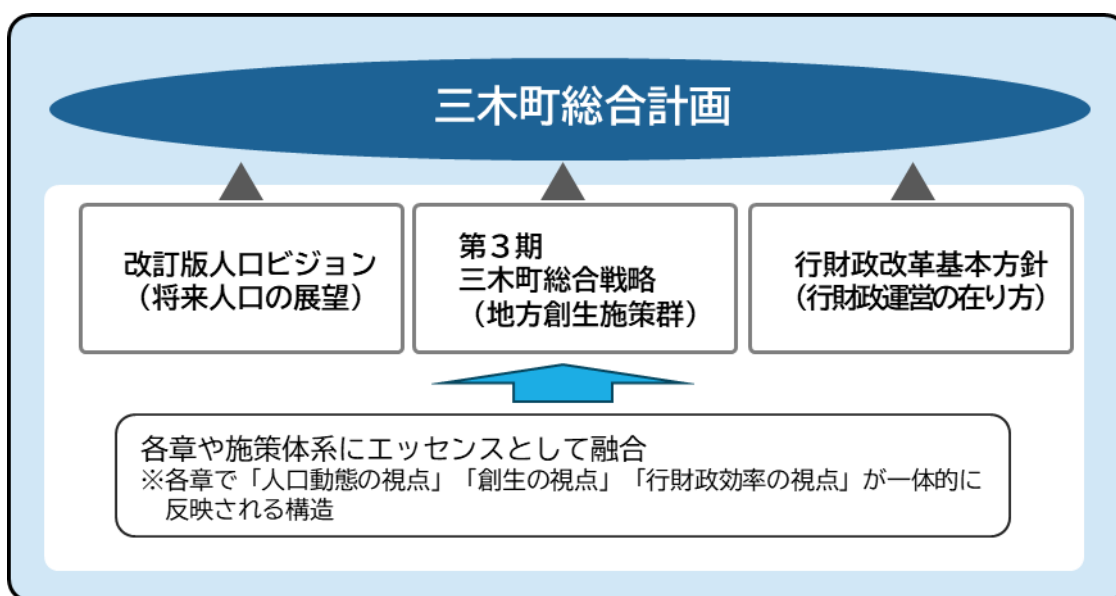 三木町総合計画
改訂版人口ビジョン
（将来人口の展望）
第３期
三木町総合戦略
（地方創生施策群）
行財政改革基本方針
（行財政運営の在り方）
各章や施策体系にエッセンスとして融合
※各章で「人口動態の視点」「創生の視点」「行財政効率の視点」が一体的に
反映される構造